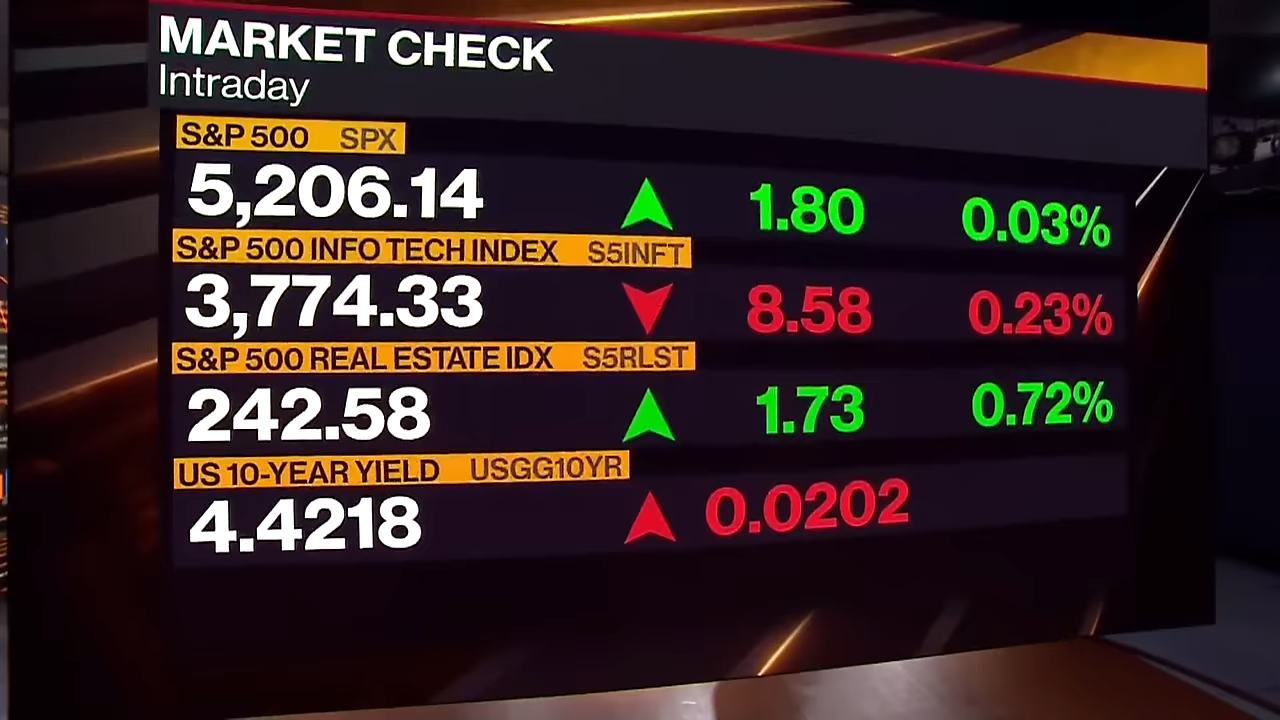 MARKET CHECK
Intraday
S&P 500 SPX
5,206.14 ▲ 1.80 0.03%
S&P 500 INFO TECH INDEX S5INFT
3,774.33 ▼ 8.58 0.23%
S&P 500 REAL ESTATE IDX S5RLST
242.58 ▲ 1.73 0.72%
US 10-YEAR YIELD USGG10YR
4.4218 ▲ 0.0202